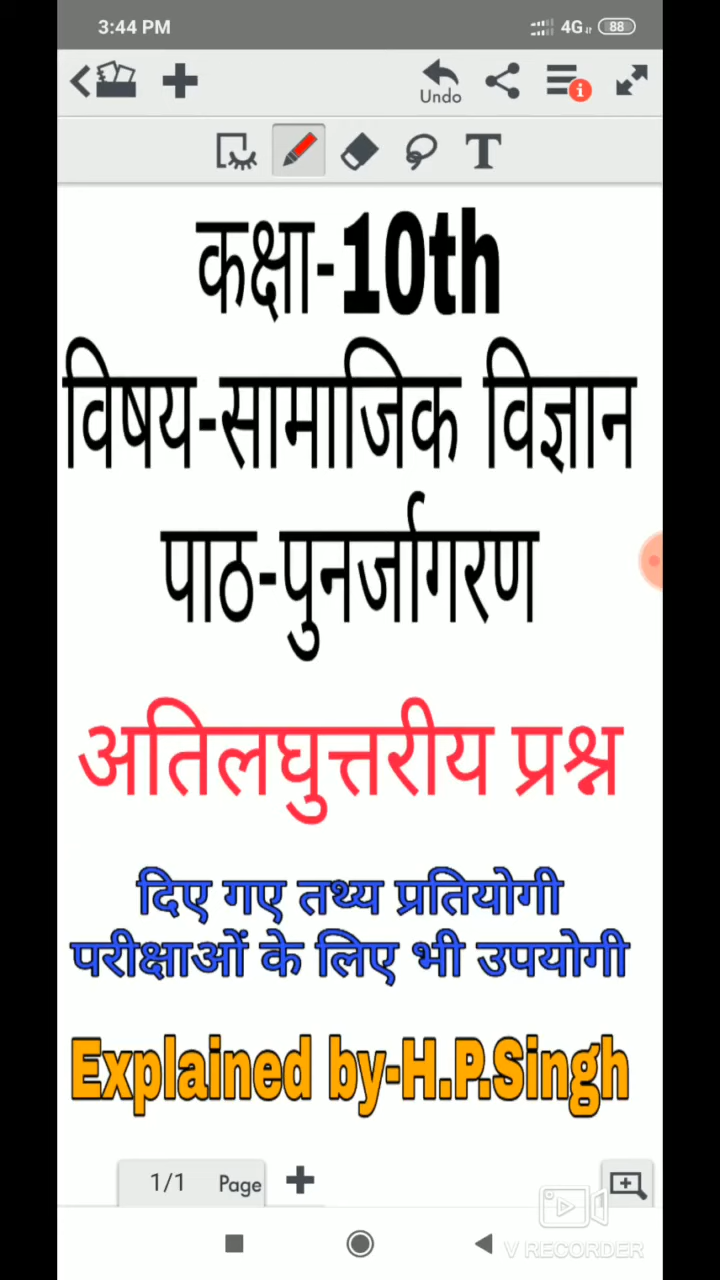 3:44 PM 4G 88
Undo i
T
कक्षा-10th
विषय-सामाजिक विज्ञान
पाठ-पुनर्जागरण
अतिलघुत्तरीय प्रश्न
दिए गए तथ्य प्रतियोगी
परीक्षाओं के लिए भी उपयोगी
Explained by-H.P.Singh
1/1 Page
V RECORDER